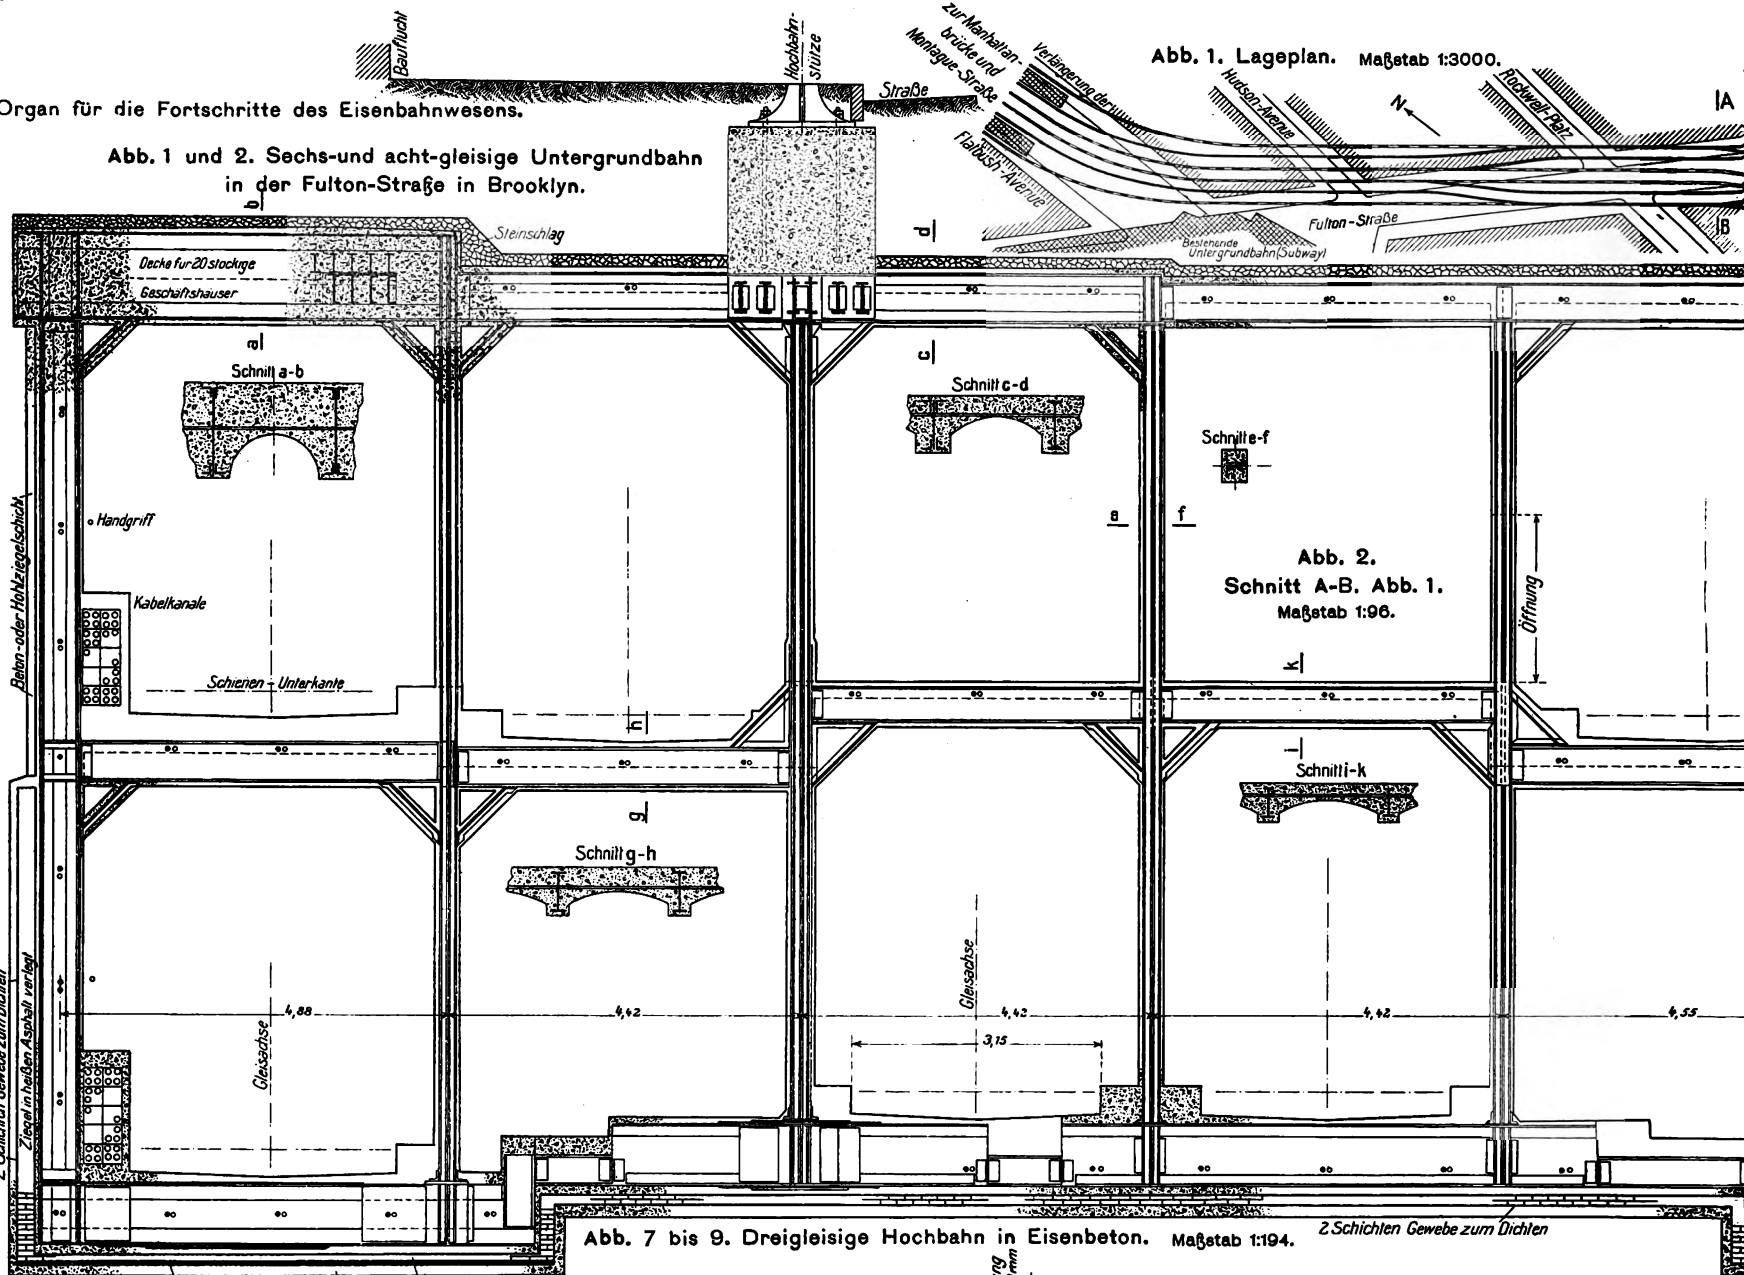 Bauflucht
Hochbahn-
stütze
Straße
zur Manhattan-
brücke und
Montague-Straße
Verlängerung der
Flatbush-Avenue
Abb. 1. Lageplan. Maßstab 1:3000.
Hudson-Avenue
N
Rockwell-Platz
A
B
Fulton-Straße
Bestehende
Untergrundbahn (Subway)
Organ für die Fortschritte des Eisenbahnwesens.
Abb. 1 und 2. Sechs-und acht-gleisige Untergrundbahn
in der Fulton-Straße in Brooklyn.
b
Steinschlag
d
Decke für 20 stockige
Geschäftshäuser
a
c
Schnitt a-b
Schnitt c-d
Schnitt e-f
e f
Beton- oder Hohlziegelschicht
Handgriff
Abb. 2.
Schnitt A-B. Abb. 1.
Maßstab 1:96.
Öffnung
Kabelkanale
Schienen-Unterkante
h
k
i
Schnitt i-k
g
Schnitt g-h
Gleisachse
Gleisachse
4,88
4,42
4,42
4,42
4,55
3,15
Ziegel in heißen Asphalt verlegt
2 Schichten Gewebe zum Dichten
Abb. 7 bis 9. Dreigleisige Hochbahn in Eisenbeton. Maßstab 1:194.